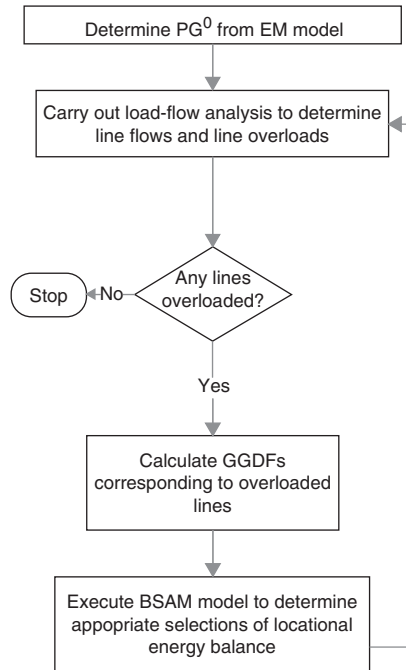 Determine PG⁰ from EM model
Carry out load-flow analysis to determine
line flows and line overloads
Any lines
overloaded?
No
Stop
Yes
Calculate GGDFs
corresponding to overloaded
lines
Execute BSAM model to determine
appopriate selections of locational
energy balance